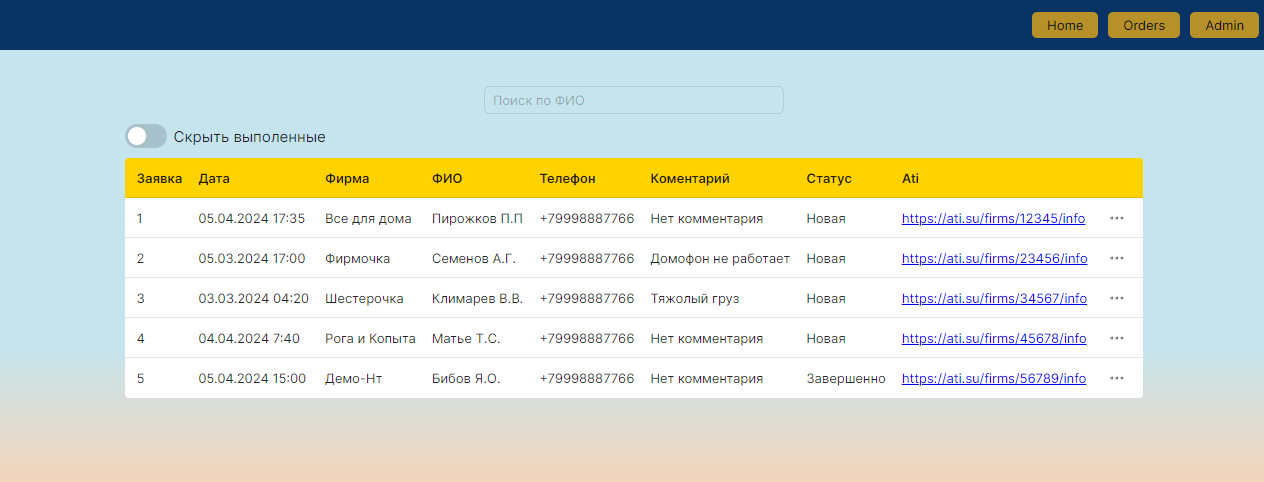 Home Orders Admin
Поиск по ФИО
Скрыть выполенные
Заявка Дата Фирма ФИО Телефон Коментарий Статус Ati
1 05.04.2024 17:35 Все для дома Пирожков П.П +79998887766 Нет комментария Новая https://ati.su/firms/12345/info ···
2 05.03.2024 17:00 Фирмочка Семенов А.Г. +79998887766 Домофон не работает Новая https://ati.su/firms/23456/info ···
3 03.03.2024 04:20 Шестерочка Климарев В.В. +79998887766 Тяжолый груз Новая https://ati.su/firms/34567/info ···
4 04.04.2024 7:40 Рога и Копыта Матье Т.С. +79998887766 Нет комментария Новая https://ati.su/firms/45678/info ···
5 05.04.2024 15:00 Демо-Нт Бибов Я.О. +79998887766 Нет комментария Завершенно https://ati.su/firms/56789/info ···